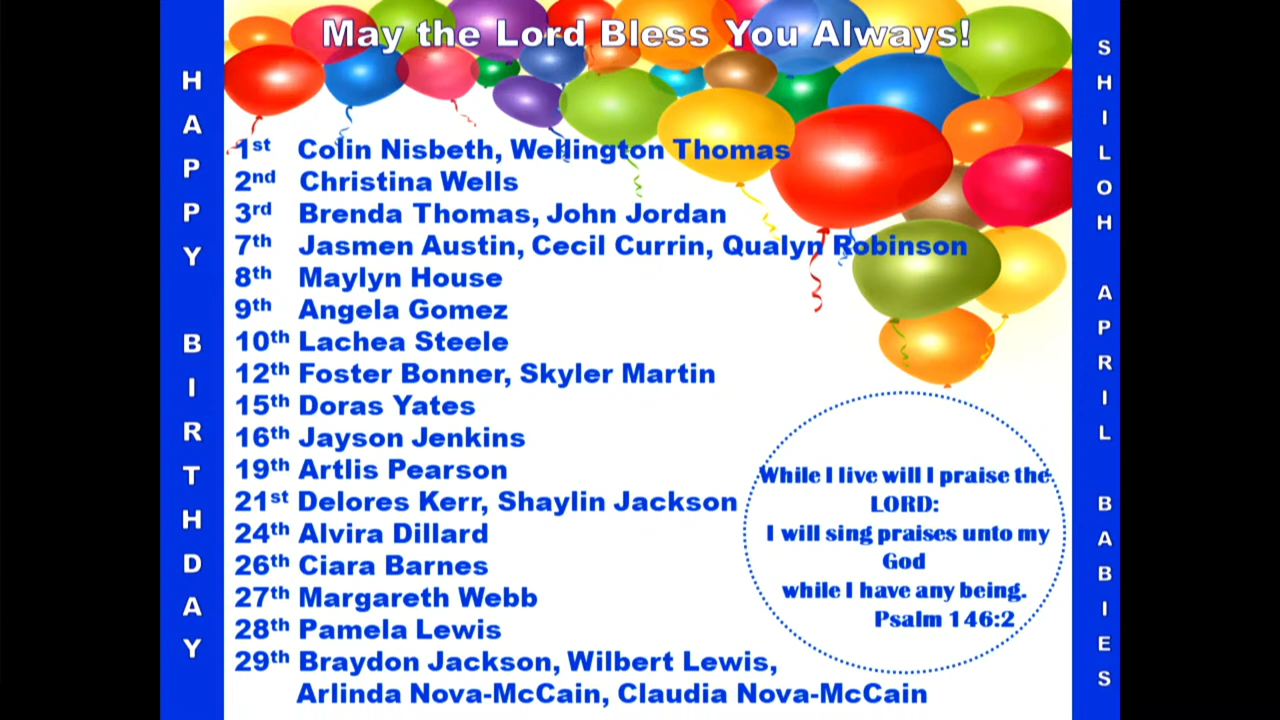 May the Lord Bless You Always!
HAPPY BIRTHDAY
1st Colin Nisbeth, Wellington Thomas
2nd Christina Wells
3rd Brenda Thomas, John Jordan
7th Jasmen Austin, Cecil Currin, Qualyn Robinson
8th Maylyn House
9th Angela Gomez
10th Lachea Steele
12th Foster Bonner, Skyler Martin
15th Doras Yates
16th Jayson Jenkins
19th Artlis Pearson
21st Delores Kerr, Shaylin Jackson
24th Alvira Dillard
26th Ciara Barnes
27th Margareth Webb
28th Pamela Lewis
29th Braydon Jackson, Wilbert Lewis,
Arlinda Nova-McCain, Claudia Nova-McCain
While I live will I praise the
LORD:
I will sing praises unto my
God
while I have any being.
Psalm 146:2
SHILOH APRIL BABIES